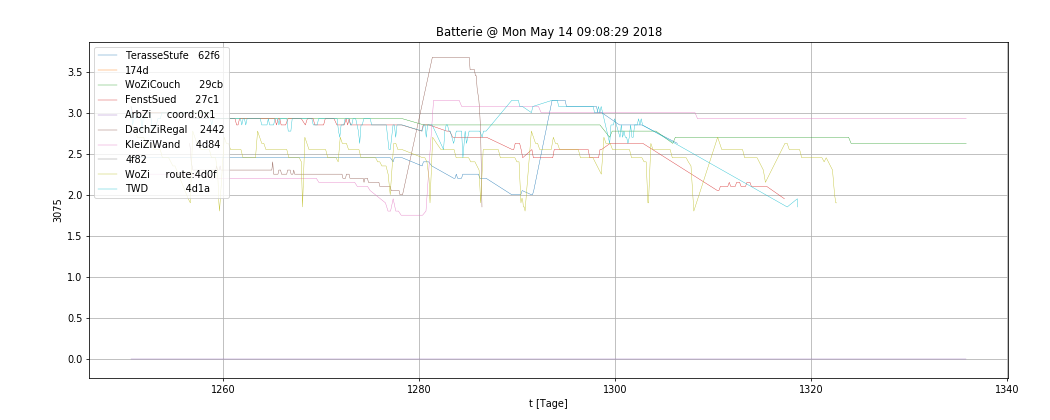 Batterie @ Mon May 14 09:08:29 2018
TerasseStufe 62f6
174d
WoZiCouch 29cb
FenstSued 27c1
ArbZi coord:0x1
DachZiRegal 2442
KleiZiWand 4d84
4f82
WoZi route:4d0f
TWD 4d1a
3.5
3.0
2.5
2.0
1.5
1.0
0.5
0.0
3075
1260 1280 1300 1320 1340
t [Tage]